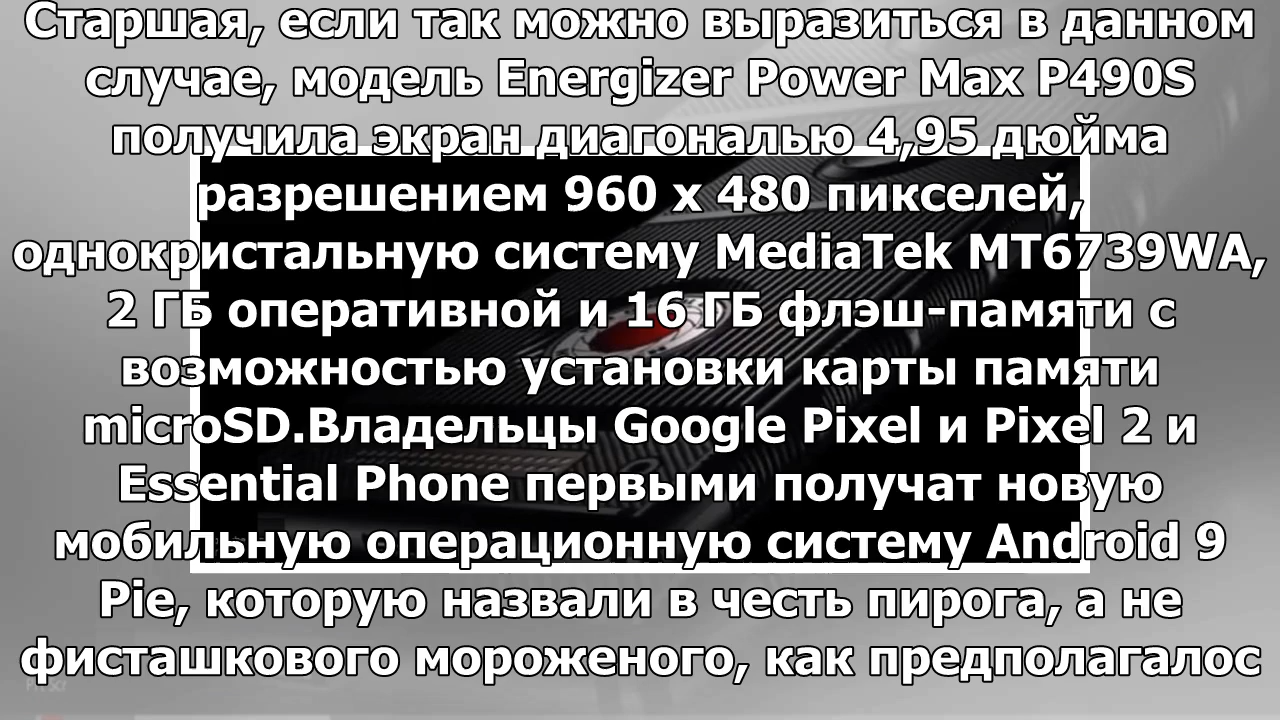 Старшая, если так можно выразиться в данном
случае, модель Energizer Power Max P490S
получила экран диагональю 4,95 дюйма
разрешением 960 x 480 пикселей,
однокристальную систему MediaTek MT6739WA,
2 ГБ оперативной и 16 ГБ флэш-памяти с
возможностью установки карты памяти
microSD.Владельцы Google Pixel и Pixel 2 и
Essential Phone первыми получат новую
мобильную операционную систему Android 9
Pie, которую назвали в честь пирога, а не
фисташкового мороженого, как предполагалос